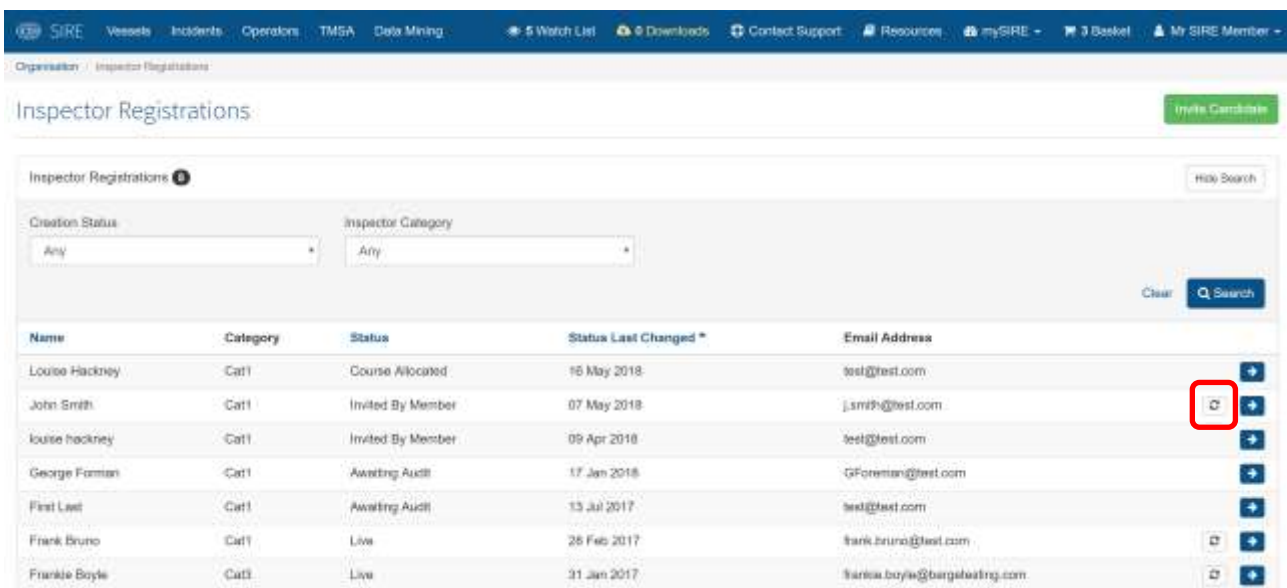 SIRE Vessels Incidents Operators TMSA Data Mining 5 Watch List 0 Downloads Contact Support Resources mySIRE 3 Basket Mr SIRE Member
Organisation / Inspector Registrations
Inspector Registrations
Invite Candidate
Inspector Registrations 8
Hide Search
Creation Status Inspector Category
Any Any
Clear Search
Name Category Status Status Last Changed Email Address
Louise Hackney Cat1 Course Allocated 16 May 2018 test@test.com
John Smith Cat1 Invited By Member 07 May 2018 j.smith@test.com
louise hackney Cat1 Invited By Member 09 Apr 2018 test@test.com
George Forman Cat1 Awaiting Audit 17 Jan 2018 GForeman@test.com
First Last Cat1 Awaiting Audit 13 Jul 2017 test@test.com
Frank Bruno Cat1 Live 28 Feb 2017 frank.bruno@test.com
Frankie Boyle Cat3 Live 31 Jan 2017